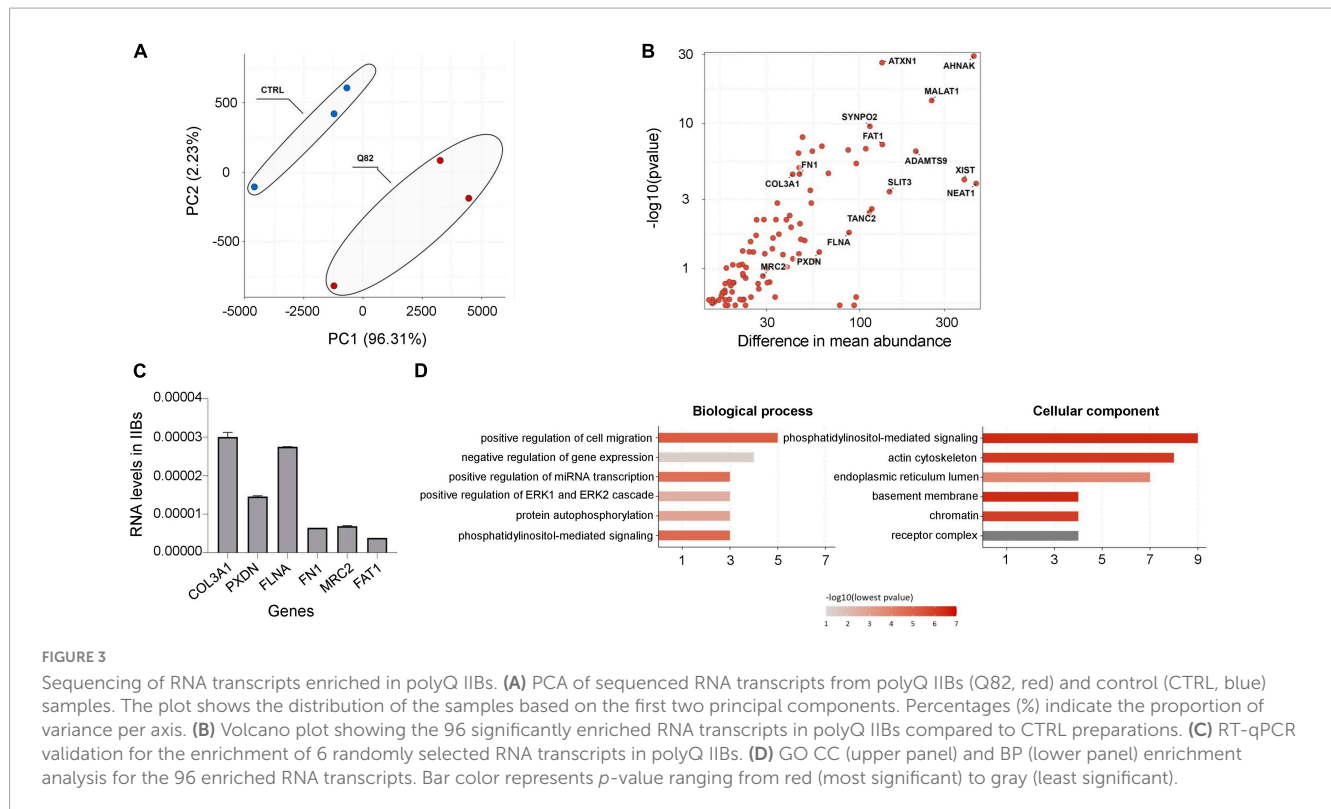 A
CTRL
Q82
500
0
-500
PC2 (2.23%)
-5000 -2500 0 2500 5000
PC1 (96.31%)
B
30
10
3
1
-log10(pvalue)
ATXN1
AHNAK
MALAT1
SYNPO2
FAT1
ADAMTS9
FN1
XIST
COL3A1
SLIT3
NEAT1
TANC2
FLNA
MRC2
PXDN
30 100 300
Difference in mean abundance
C
0.00004
0.00003
0.00002
0.00001
0.00000
RNA levels in IIBs
COL3A1
PXDN
FLNA
FN1
MRC2
FAT1
Genes
D
Biological process
positive regulation of cell migration
negative regulation of gene expression
positive regulation of miRNA transcription
positive regulation of ERK1 and ERK2 cascade
protein autophosphorylation
phosphatidylinositol-mediated signaling
1 3 5 7
Cellular component
phosphatidylinositol-mediated signaling
actin cytoskeleton
endoplasmic reticulum lumen
basement membrane
chromatin
receptor complex
1 3 5 7 9
-log10(lowest pvalue)
1 2 3 4 5 6 7
FIGURE 3
Sequencing of RNA transcripts enriched in polyQ IIBs. (A) PCA of sequenced RNA transcripts from polyQ IIBs (Q82, red) and control (CTRL, blue)
samples. The plot shows the distribution of the samples based on the first two principal components. Percentages (%) indicate the proportion of
variance per axis. (B) Volcano plot showing the 96 significantly enriched RNA transcripts in polyQ IIBs compared to CTRL preparations. (C) RT-qPCR
validation for the enrichment of 6 randomly selected RNA transcripts in polyQ IIBs. (D) GO CC (upper panel) and BP (lower panel) enrichment
analysis for the 96 enriched RNA transcripts. Bar color represents p-value ranging from red (most significant) to gray (least significant).